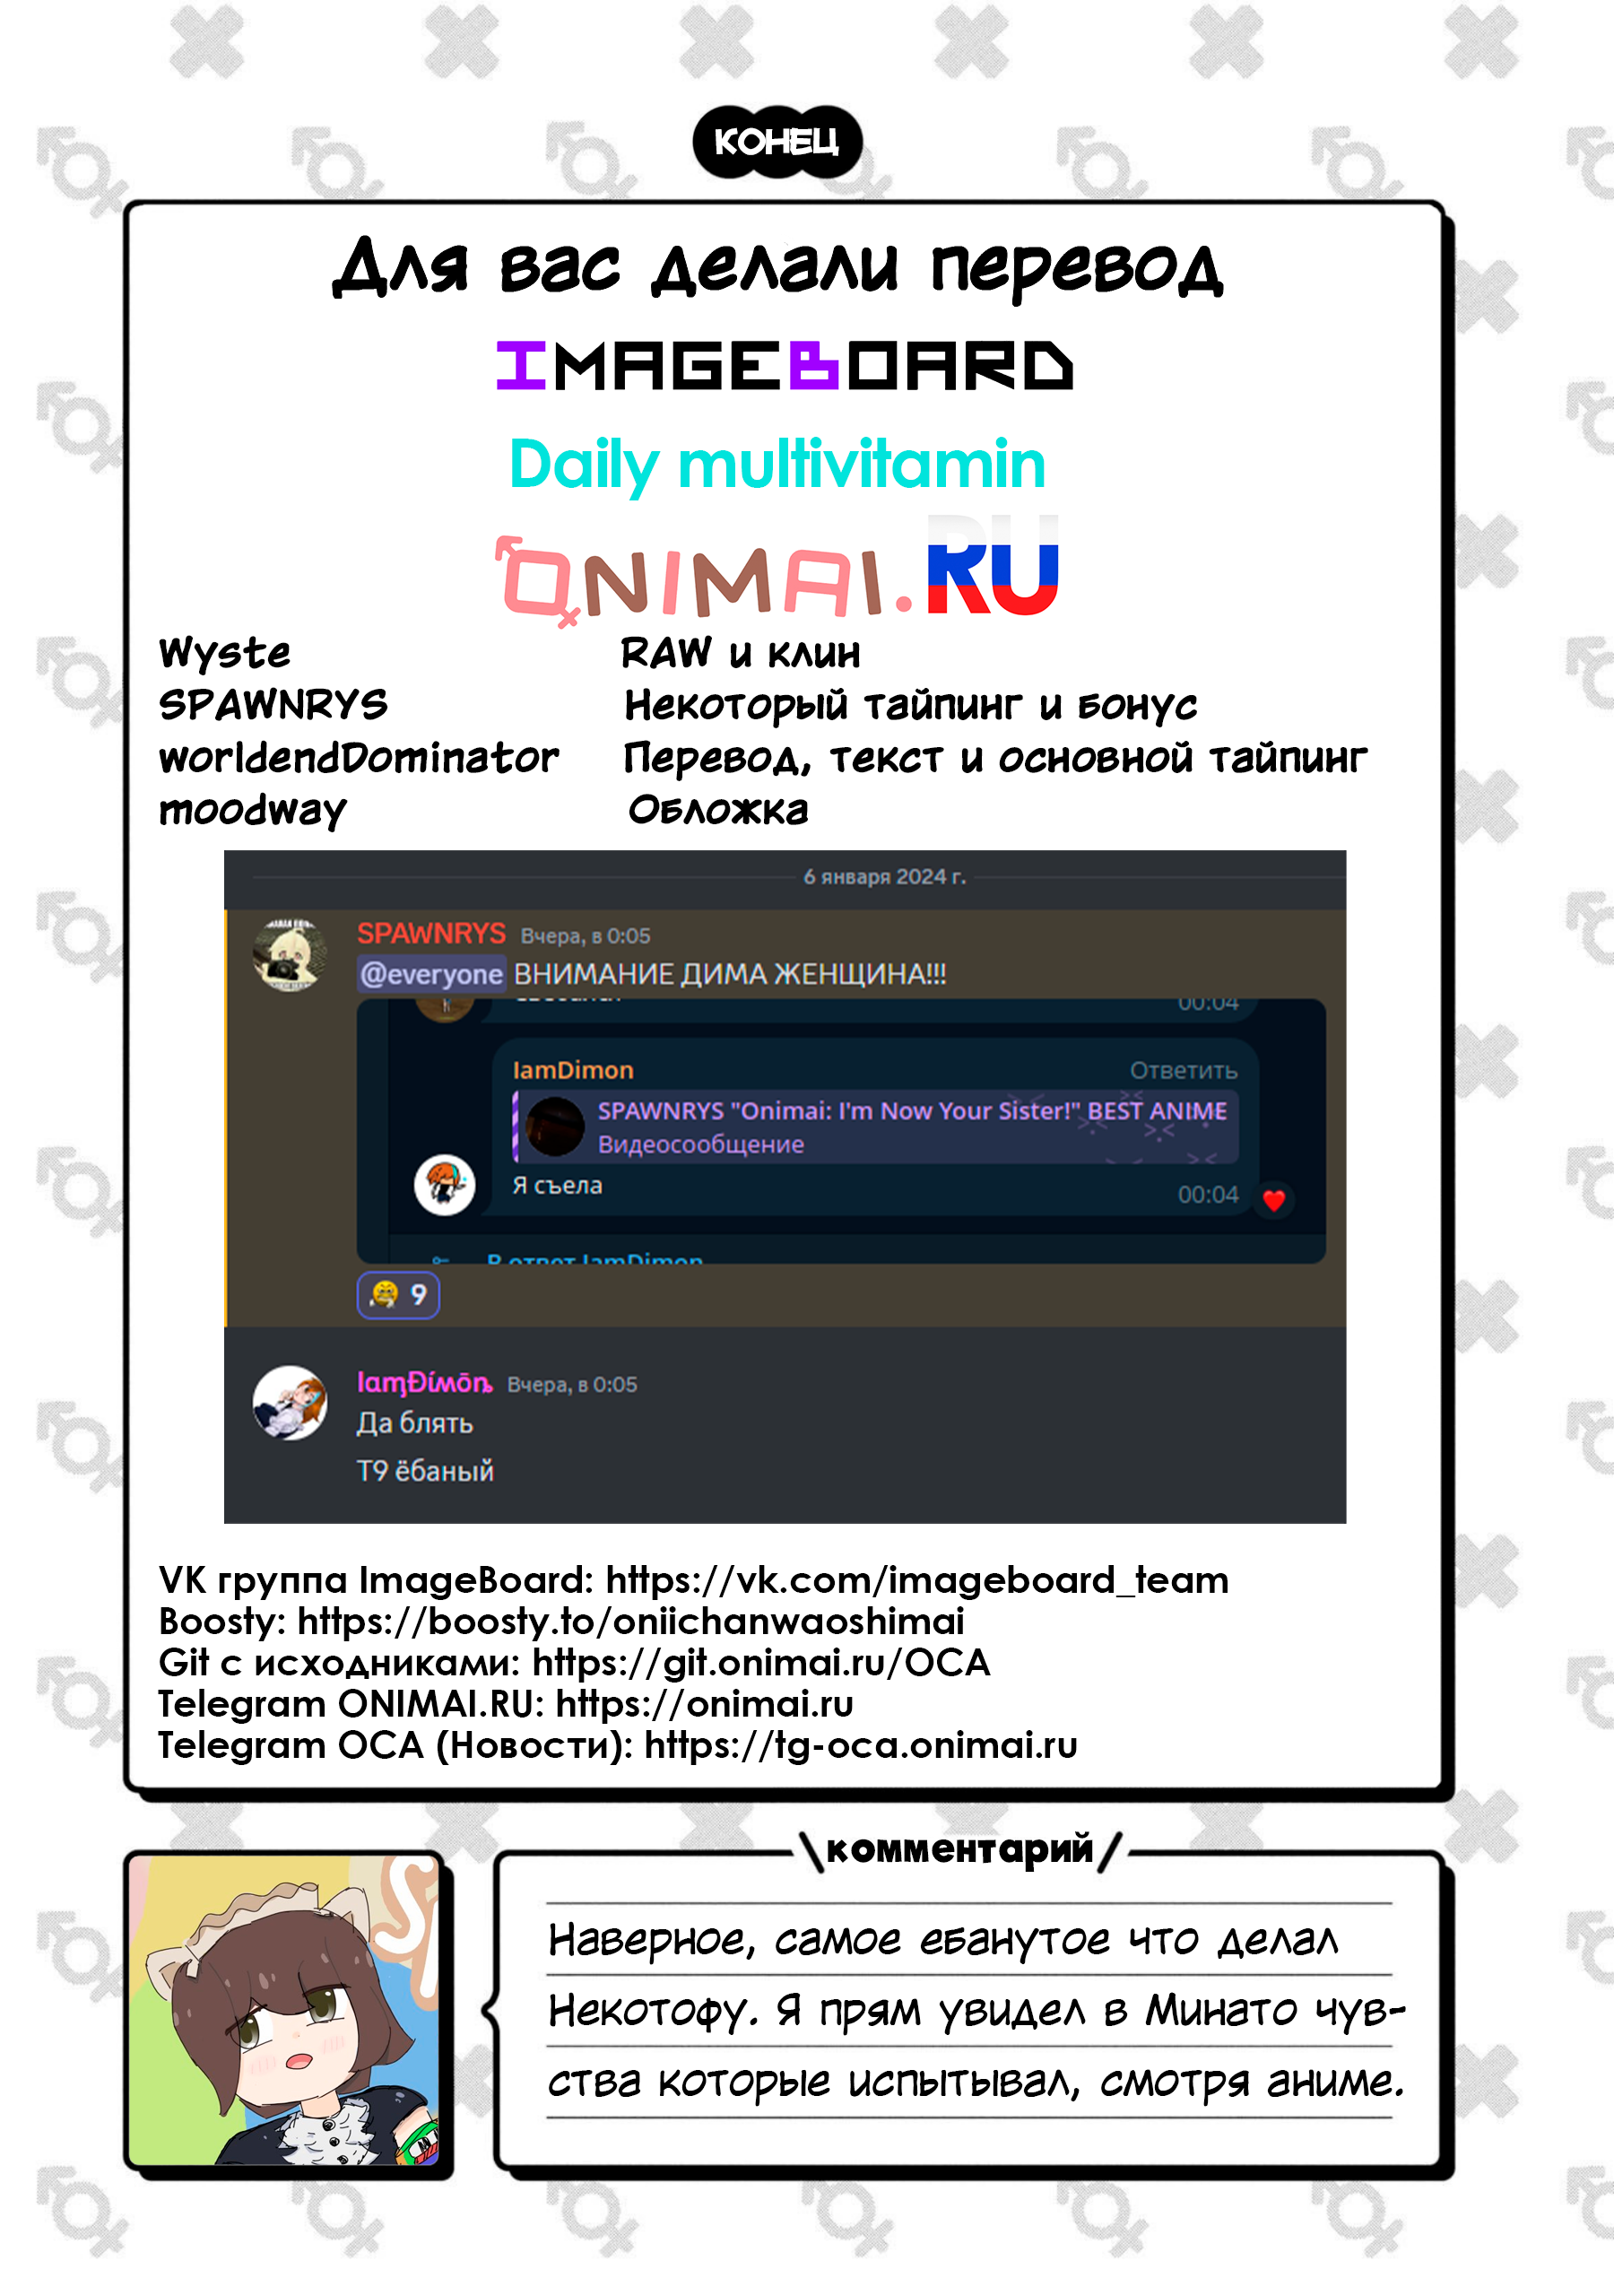 КОНЕЦ
Для вас делали перевод
IMAGEBOARD
Daily multivitamin
ONIMAI.RU
Wyste RAW и клин
SPAWNRYS Некоторый тайпинг и бонус
worldendDominator Перевод, текст и основной тайпинг
moodway Обложка
6 января 2024 г.
SPAWNRYS Вчера, в 0:05
@everyone ВНИМАНИЕ ДИМА ЖЕНЩИНА!!!
00:04
IamDimon Ответить
SPAWNRYS "Onimai: I'm Now Your Sister!" BEST ANIME
Видеосообщение
Я съела
00:04
В ответ IamDimon
9
IαɱÐíʍōn Вчера, в 0:05
Да блять
Т9 ёбаный
VK группа ImageBoard: https://vk.com/imageboard_team
Boosty: https://boosty.to/oniichanwaoshimai
Git с исходниками: https://git.onimai.ru/OCA
Telegram ONIMAI.RU: https://onimai.ru
Telegram OCA (Новости): https://tg-oca.onimai.ru
\комментарий/
Наверное, самое ебанутое что делал
Некотофу. Я прям увидел в Минато чув-
ства которые испытывал, смотря аниме.